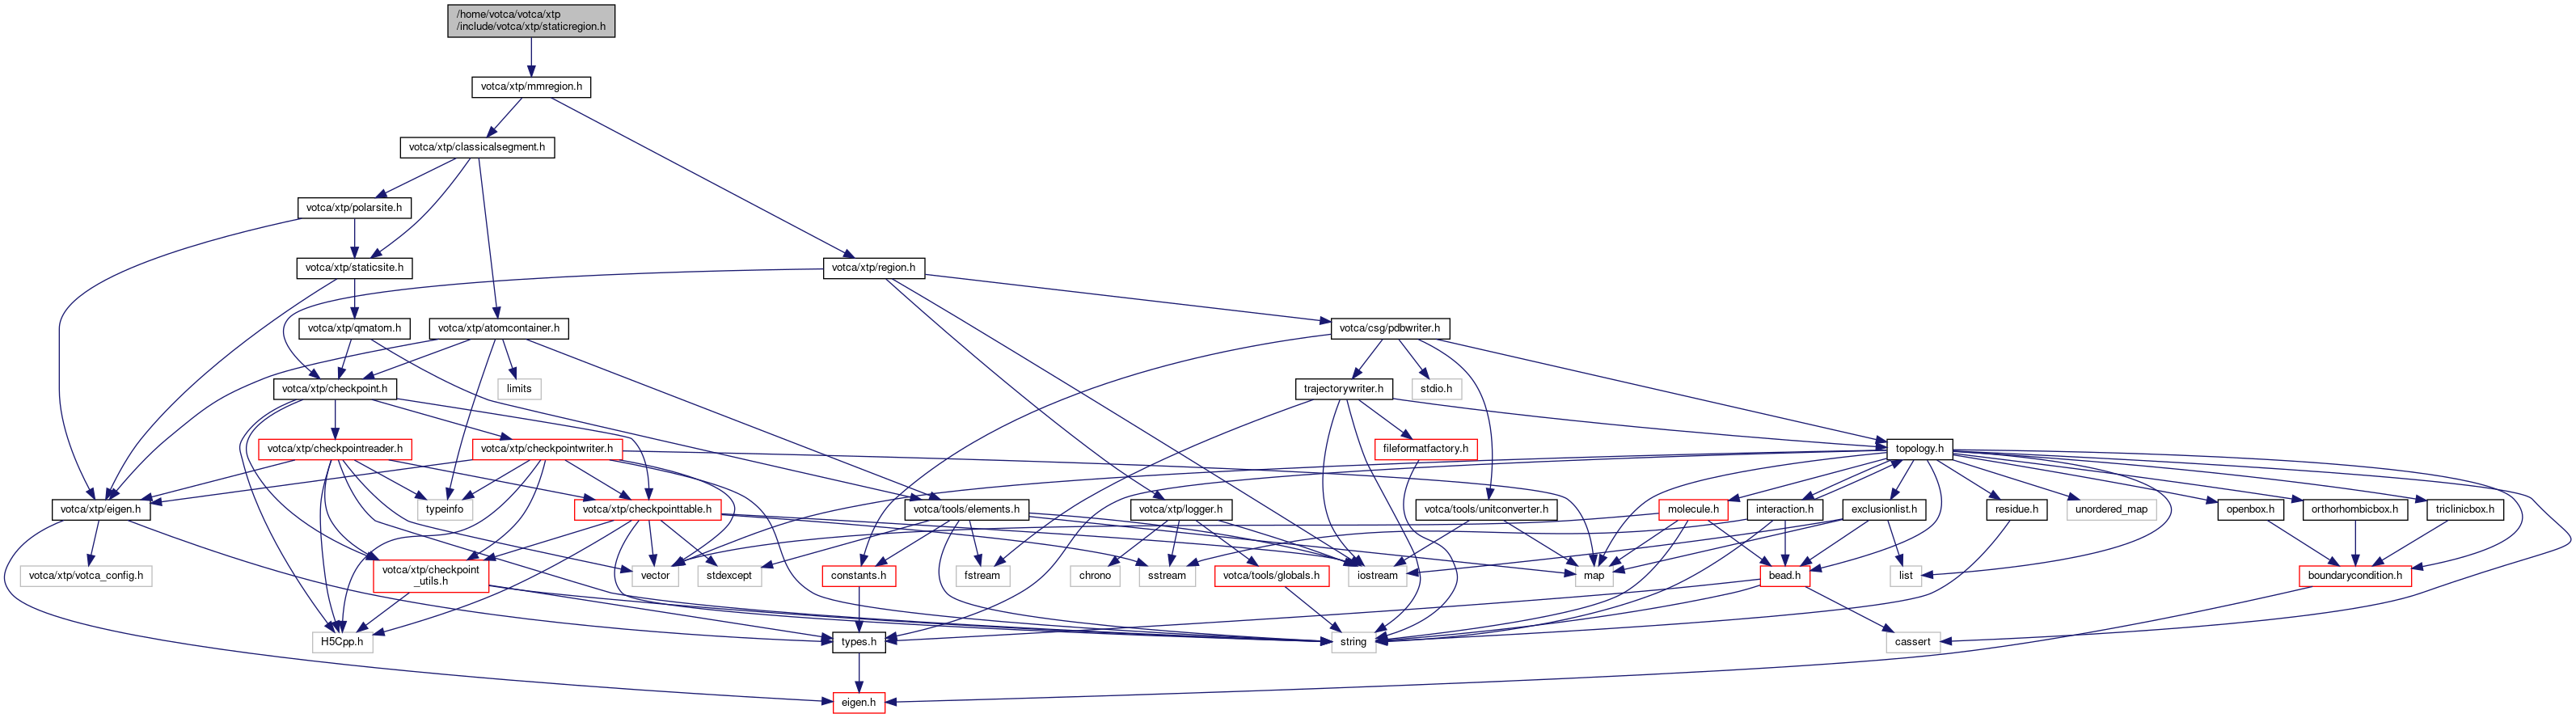 /home/votca/votca/xtp
/include/votca/xtp/staticregion.h
votca/xtp/mmregion.h
votca/xtp/classicalsegment.h
votca/xtp/polarsite.h
votca/xtp/staticsite.h
votca/xtp/region.h
votca/xtp/qmatom.h
votca/xtp/atomcontainer.h
votca/csg/pdbwriter.h
votca/xtp/checkpoint.h
limits
trajectorywriter.h
stdio.h
votca/xtp/checkpointreader.h
votca/xtp/checkpointwriter.h
fileformatfactory.h
topology.h
votca/xtp/eigen.h
typeinfo
votca/xtp/checkpointtable.h
votca/tools/elements.h
votca/xtp/logger.h
votca/tools/unitconverter.h
molecule.h
interaction.h
exclusionlist.h
residue.h
unordered_map
openbox.h
orthorhombicbox.h
triclinicbox.h
votca/xtp/votca_config.h
votca/xtp/checkpoint
_utils.h
vector
stdexcept
constants.h
fstream
chrono
sstream
votca/tools/globals.h
iostream
map
bead.h
list
boundarycondition.h
H5Cpp.h
types.h
string
cassert
eigen.h